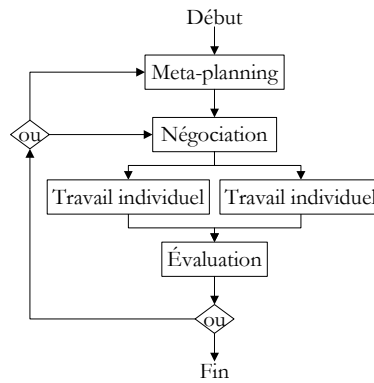 Début
Meta-planning
ou
Négociation
Travail individuel
Travail individuel
Évaluation
ou
Fin